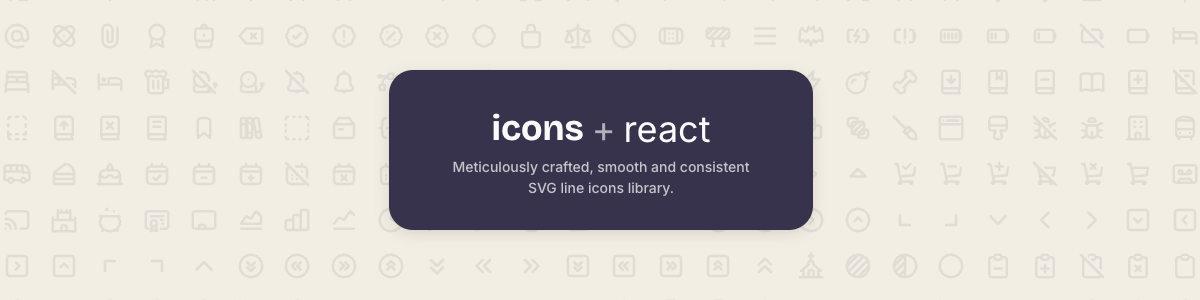 icons + react
Meticulously crafted, smooth and consistent
SVG line icons library.